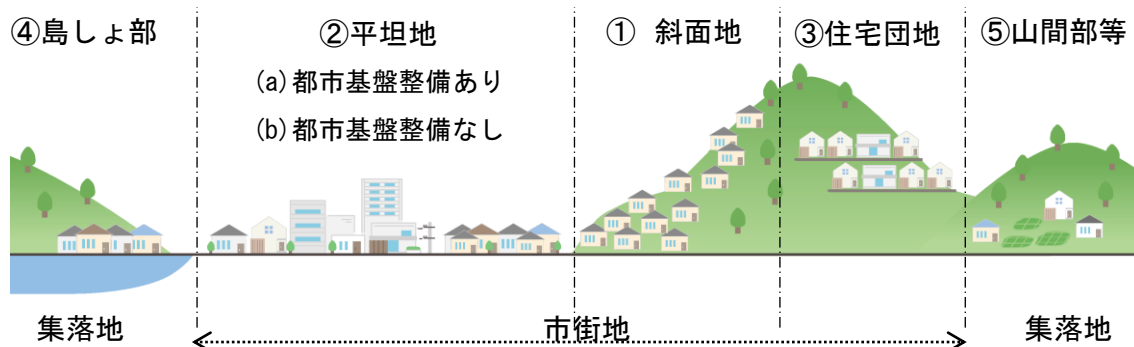 ④島しょ部
②平坦地
① 斜面地
③住宅団地
⑤山間部等
(a)都市基盤整備あり
(b)都市基盤整備なし
集落地
市街地
集落地